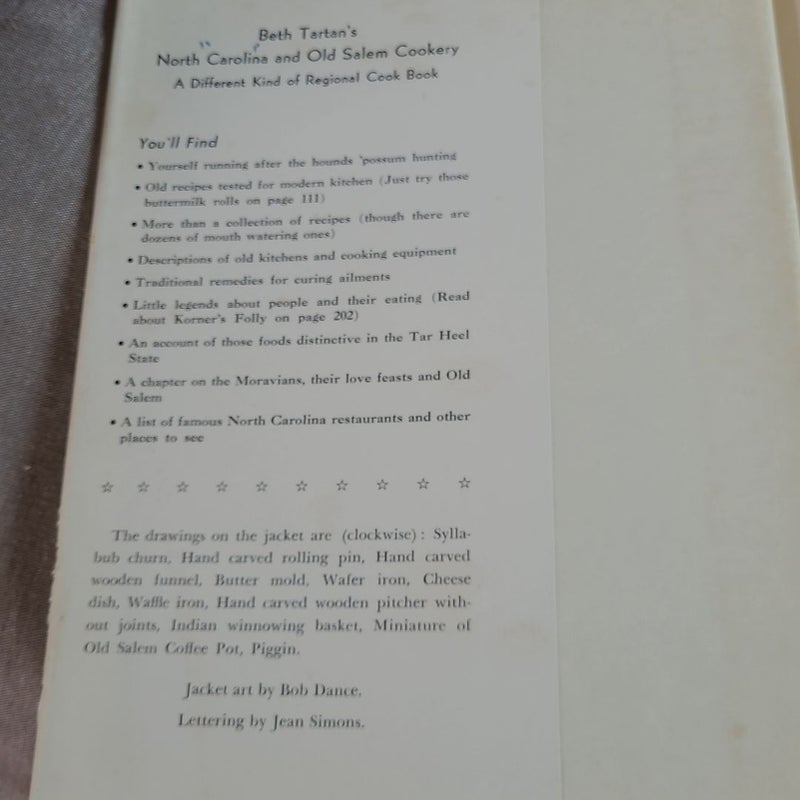 Beth Tartan's
North Carolina and Old Salem Cookery
A Different Kind of Regional Cook Book
You'll Find
• Yourself running after the hounds 'possum hunting
• Old recipes tested for modern kitchen (Just try those
buttermilk rolls on page 111)
• More than a collection of recipes (though there are
dozens of mouth watering ones)
• Descriptions of old kitchens and cooking equipment
• Traditional remedies for curing ailments
• Little legends about people and their eating (Read
about Korner's Folly on page 202)
• An account of those foods distinctive in the Tar Heel
State
• A chapter on the Moravians, their love feasts and Old
Salem
• A list of famous North Carolina restaurants and other
places to see
☆ ☆ ☆ ☆ ☆ ☆ ☆ ☆ ☆ ☆
The drawings on the jacket are (clockwise): Sylla-
bub churn, Hand carved rolling pin, Hand carved
wooden funnel, Butter mold, Wafer iron, Cheese
dish, Waffle iron, Hand carved wooden pitcher with-
out joints, Indian winnowing basket, Miniature of
Old Salem Coffee Pot, Piggin.
Jacket art by Bob Dance.
Lettering by Jean Simons.